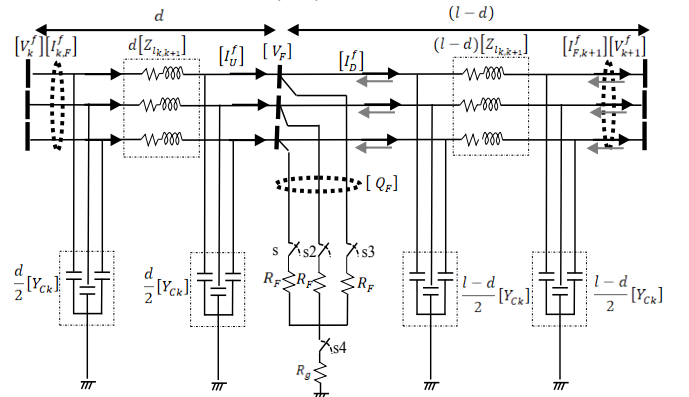 d (l − d)
[V_k^f][I_{k,F}^f] d[Z_{l_{k,k+1}}] [I_U^f] [V_F] [I_D^f] (l − d)[Z_{l_{k,k+1}}] [I_{F,k+1}^f][V_{k+1}^f]
[Q_F]
s s2 s3
R_F R_F R_F
d/2 [Y_{Ck}] d/2 [Y_{Ck}] l − d/2 [Y_{Ck}] l − d/2 [Y_{Ck}]
s4
R_g